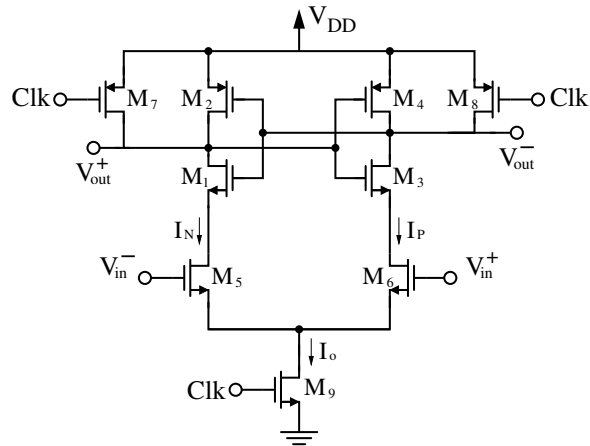 V_DD
Clk M_7 M_2 M_4 M_8 Clk
V_out^+ V_out^-
M_1 M_3
I_N I_P
V_in^- M_5 M_6 V_in^+
I_o
Clk M_9